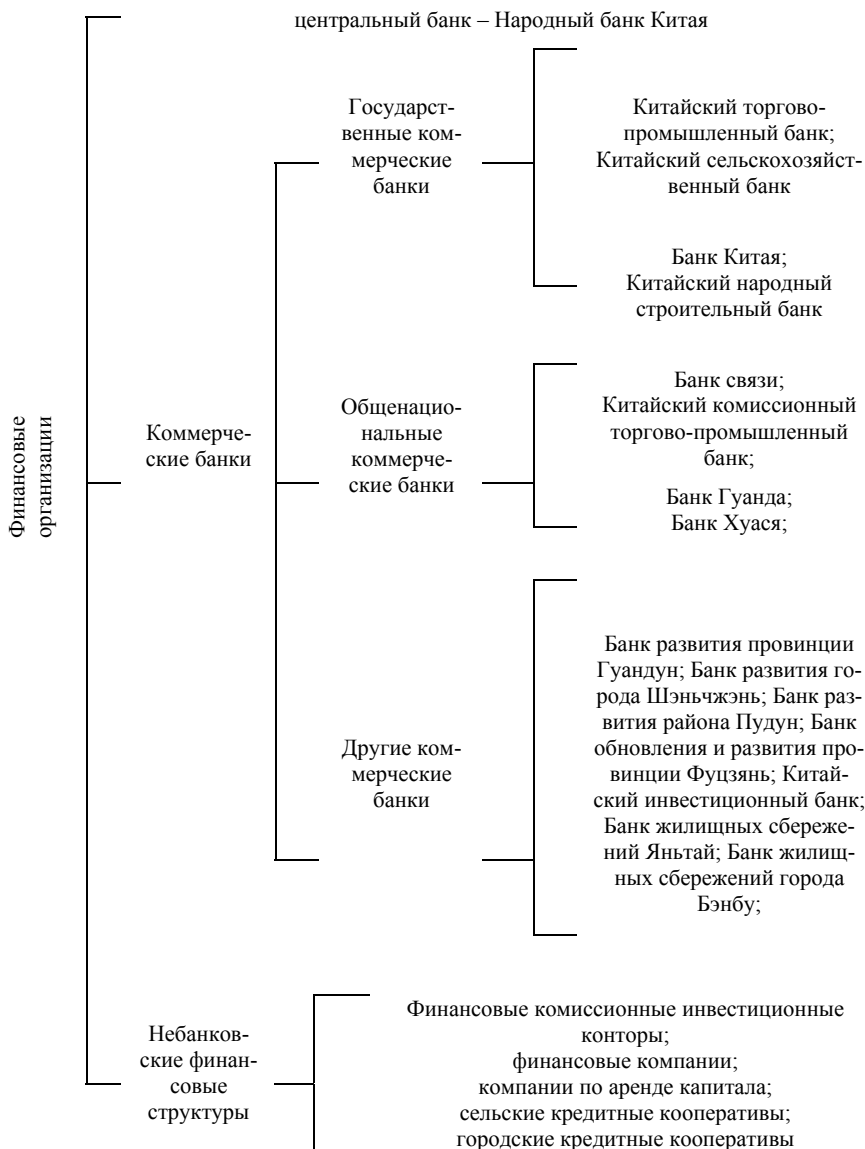 центральный банк – Народный банк Китая
Финансовые
организации
Коммерче-
ские банки
Государст-
венные ком-
мерческие
банки
Китайский торгово-
промышленный банк;
Китайский сельскохозяйст-
венный банк
Банк Китая;
Китайский народный
строительный банк
Общенацио-
нальные
коммерче-
ские банки
Банк связи;
Китайский комиссионный
торгово-промышленный
банк;
Банк Гуанда;
Банк Хуася;
Другие ком-
мерческие
банки
Банк развития провинции
Гуандун; Банк развития го-
рода Шэньчжэнь; Банк раз-
вития района Пудун; Банк
обновления и развития про-
винции Фуцзянь; Китай-
ский инвестиционный банк;
Банк жилищных сбереже-
ний Яньтай; Банк жилищ-
ных сбережений города
Бэнбу;
Небанков-
ские финан-
совые
структуры
Финансовые комиссионные инвестиционные
конторы;
финансовые компании;
компании по аренде капитала;
сельские кредитные кооперативы;
городские кредитные кооперативы